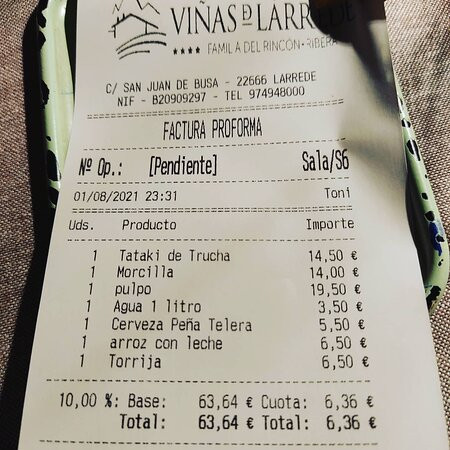 VIÑAS DE LARREDE
★★★★ FAMILIA DEL RINCÓN · RIBERA
C/ SAN JUAN DE BUSA - 22666 LARREDE
NIF - B20909297 - TEL 974948000
FACTURA PROFORMA
Nº Op.: [Pendiente] Sala/S6
01/08/2021 23:31 Toni
Uds. Producto Importe
1 Tataki de Trucha 14,50 €
1 Morcilla 14,00 €
1 pulpo 19,50 €
1 Agua 1 litro 3,50 €
1 Cerveza Peña Telera 5,50 €
1 arroz con leche 6,50 €
1 Torrija 6,50 €
10,00 %: Base: 63,64 € Cuota: 6,36 €
Total: 63,64 € Total: 6,36 €